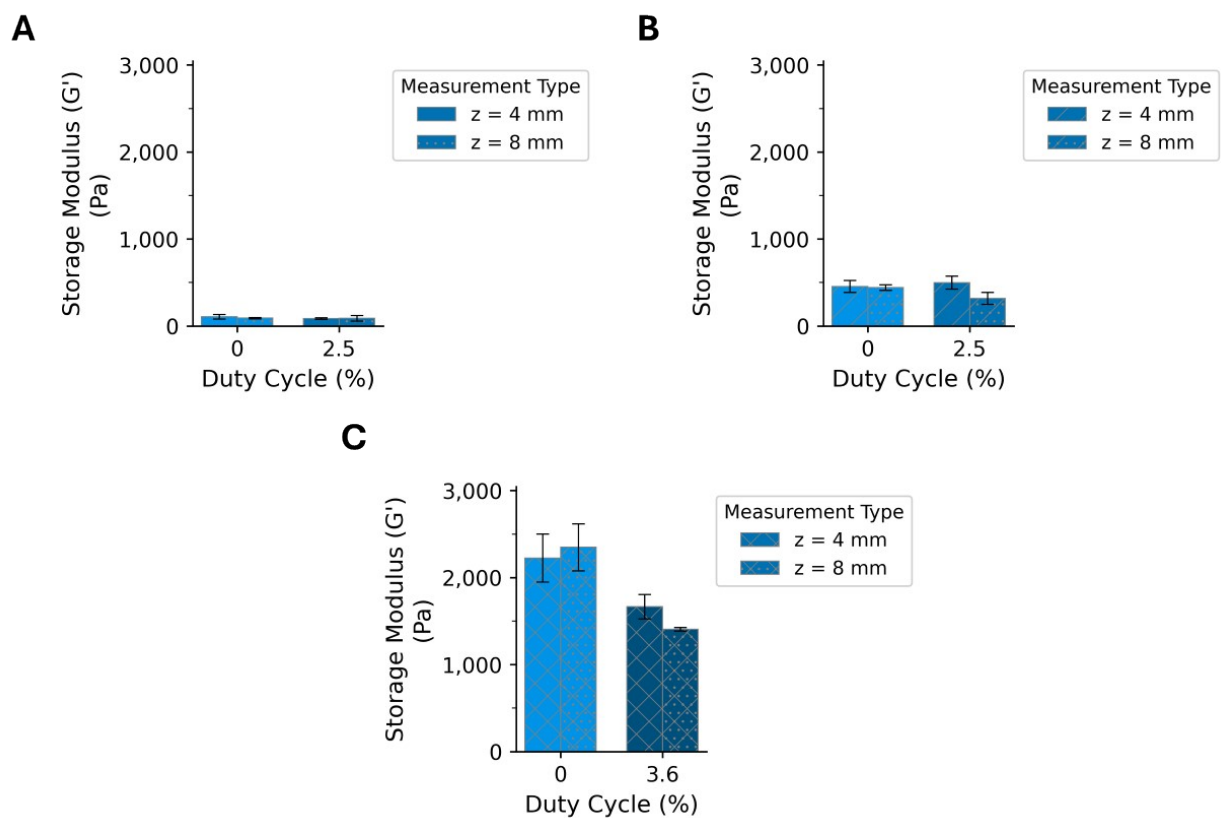 A
Storage Modulus (G')
(Pa)
3,000
2,000
1,000
0
0
2.5
Duty Cycle (%)
Measurement Type
z = 4 mm
z = 8 mm
B
Storage Modulus (G')
(Pa)
3,000
2,000
1,000
0
0
2.5
Duty Cycle (%)
Measurement Type
z = 4 mm
z = 8 mm
C
Storage Modulus (G')
(Pa)
3,000
2,000
1,000
0
0
3.6
Duty Cycle (%)
Measurement Type
z = 4 mm
z = 8 mm